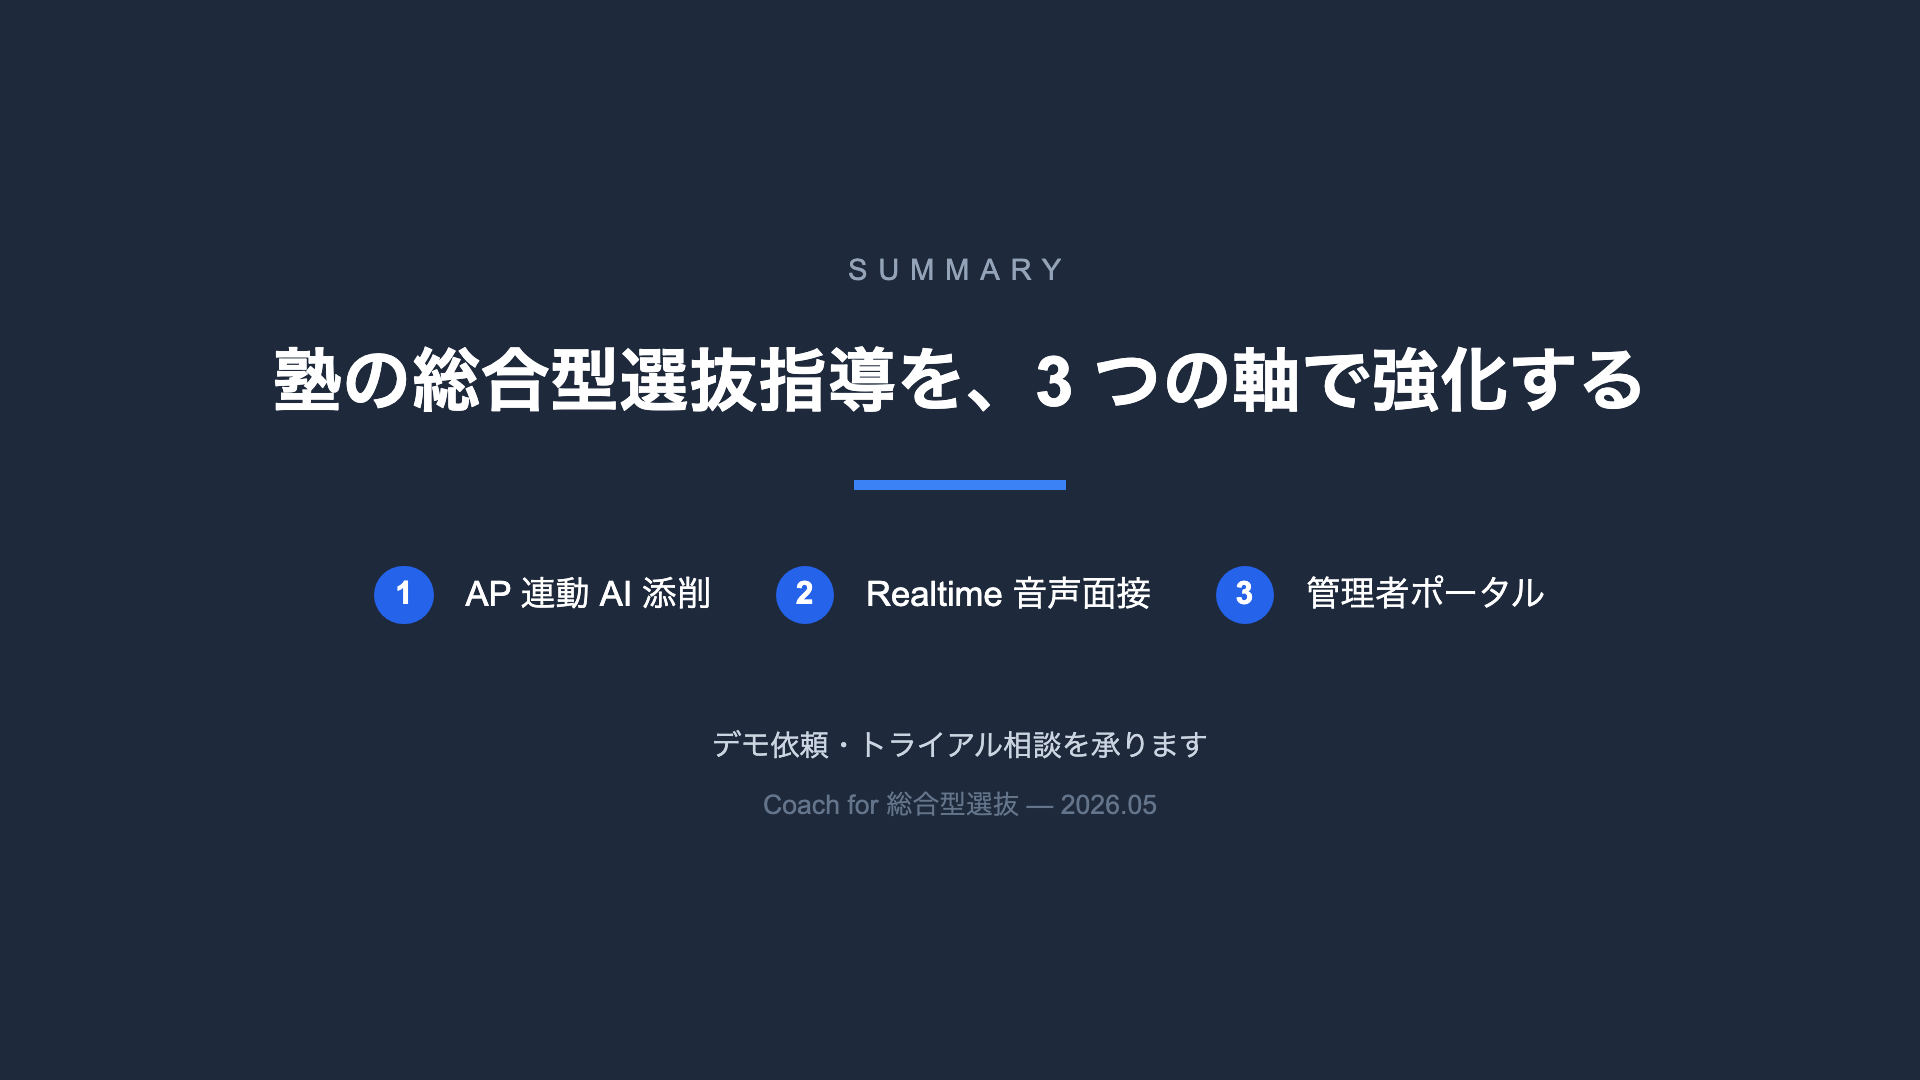 SUMMARY
塾の総合型選抜指導を、3 つの軸で強化する
1 AP 連動 AI 添削 2 Realtime 音声面接 3 管理者ポータル
デモ依頼・トライアル相談を承ります
Coach for 総合型選抜 — 2026.05